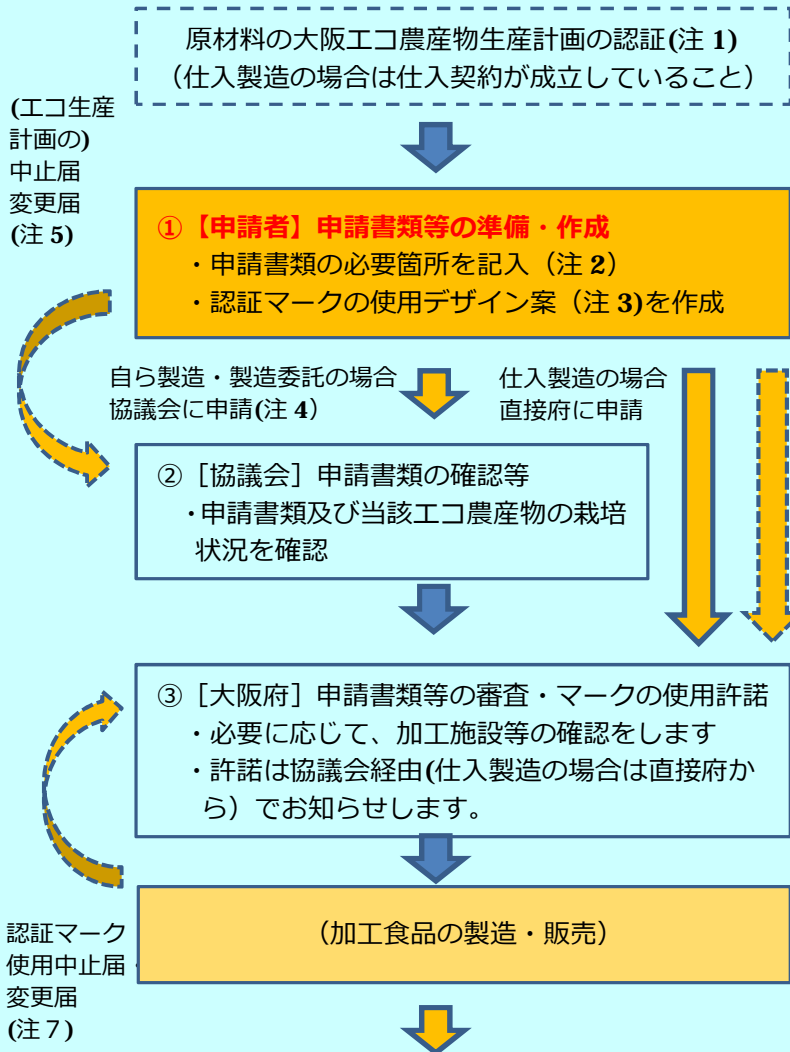 原材料の大阪エコ農産物生産計画の認証(注 1)
（仕入製造の場合は仕入契約が成立していること）
(エコ生産
計画の)
中止届
変更届
(注 5)
①【申請者】申請書類等の準備・作成
・申請書類の必要箇所を記入（注 2）
・認証マークの使用デザイン案（注 3)を作成
自ら製造・製造委託の場合
協議会に申請(注 4）
仕入製造の場合
直接府に申請
②［協議会］申請書類の確認等
・申請書類及び当該エコ農産物の栽培
状況を確認
③［大阪府］申請書類等の審査・マークの使用許諾
・必要に応じて、加工施設等の確認をします
・許諾は協議会経由(仕入製造の場合は直接府か
ら）でお知らせします。
（加工食品の製造・販売）
認証マーク
使用中止届・
変更届
(注７)